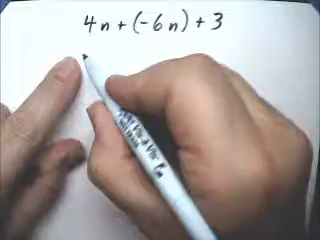 4n + (-6n) + 3